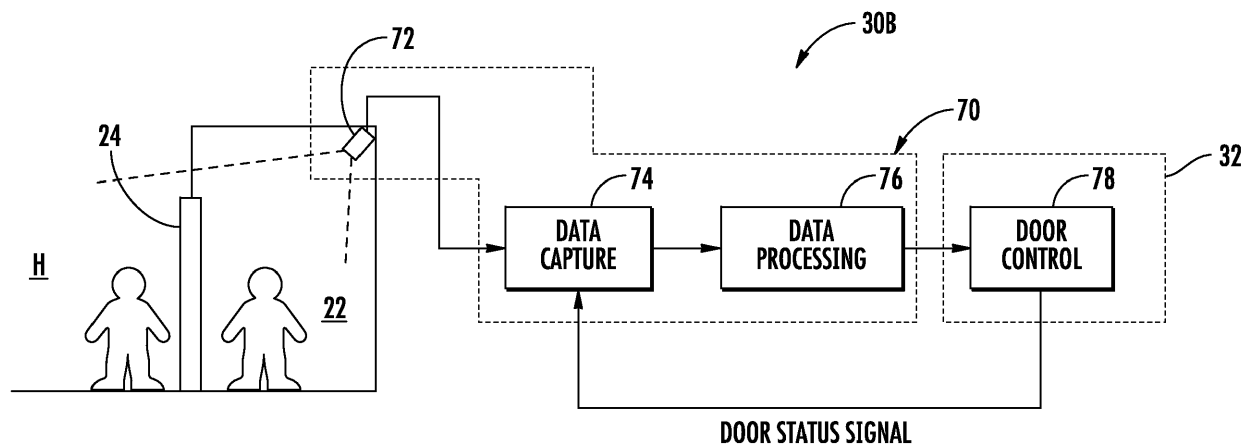 30B
72
70
24
32
74
76
78
DATA
CAPTURE
DATA
PROCESSING
DOOR
CONTROL
H
22
DOOR STATUS SIGNAL